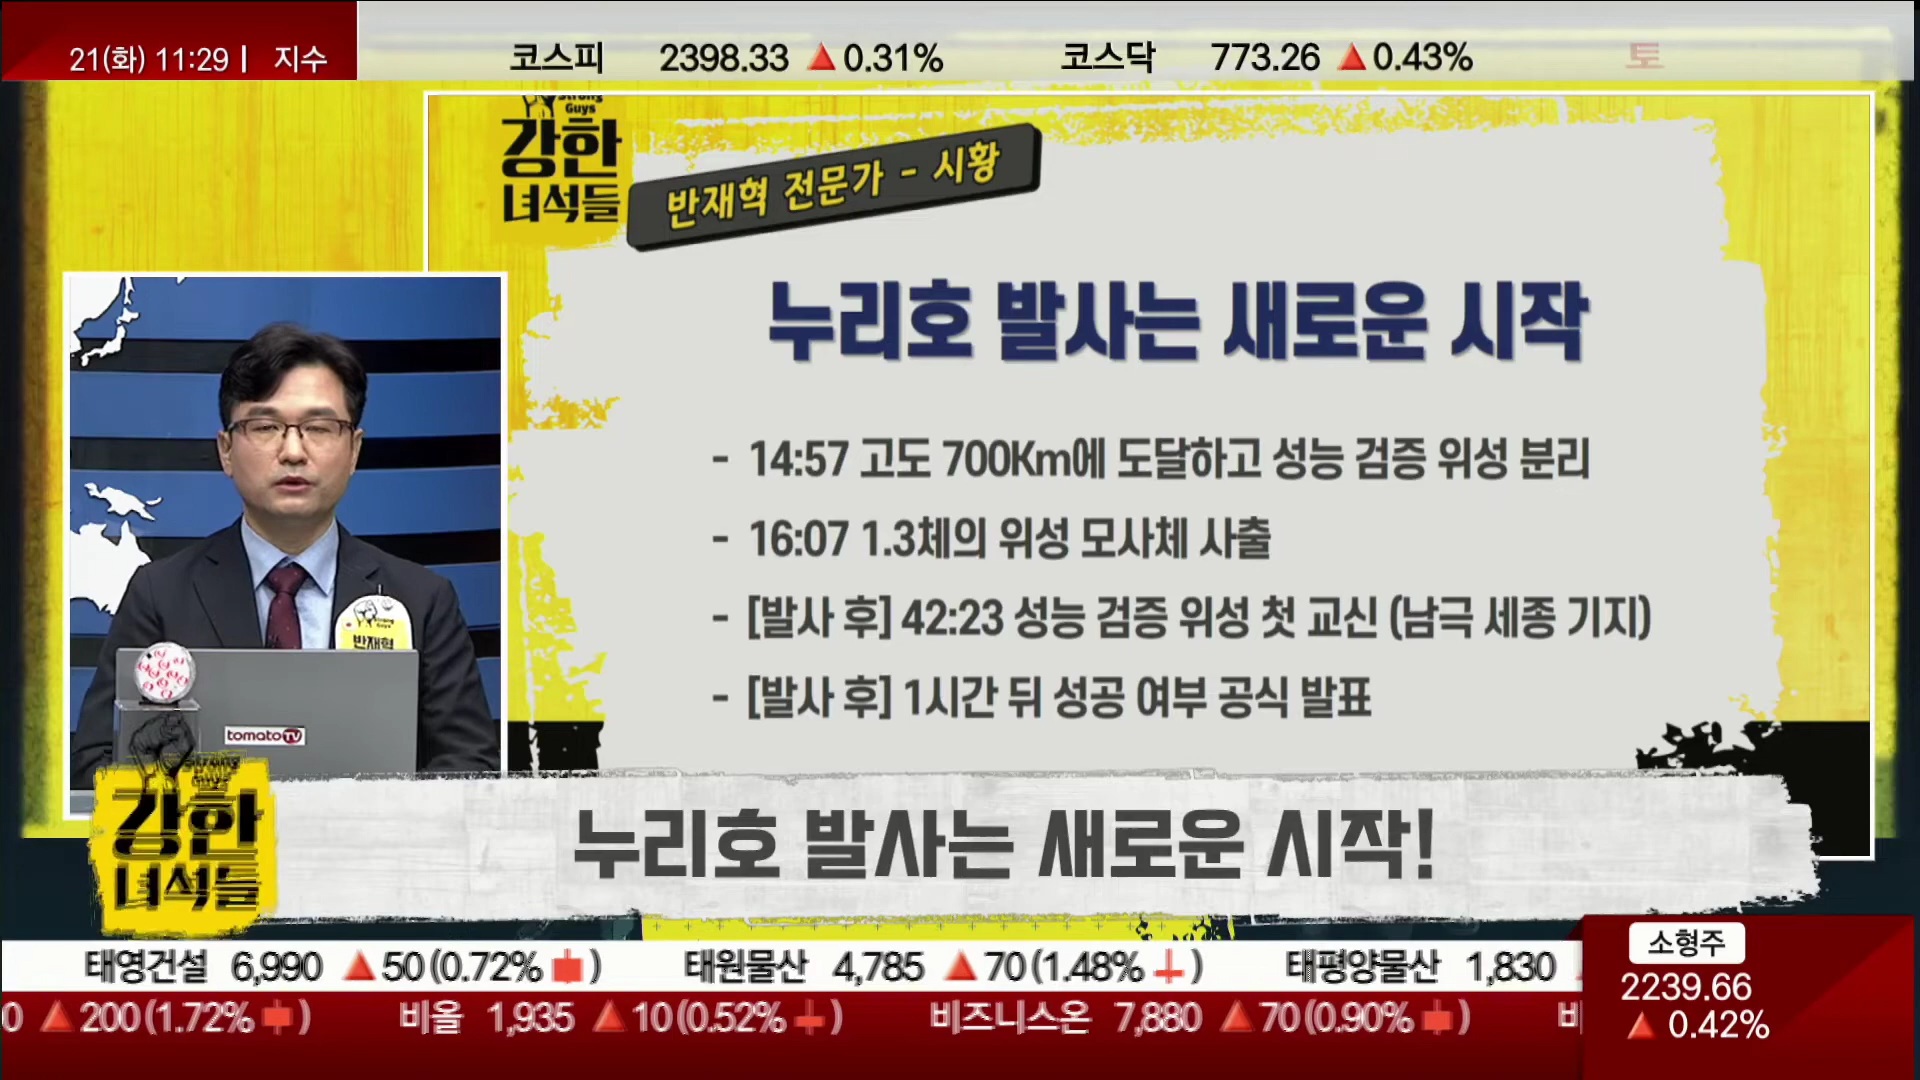 21(화) 11:29 | 지수
코스피 2398.33 ▲0.31% 코스닥 773.26 ▲0.43% 토
Strong
Guys
강한
녀석들
반재혁 전문가 - 시황
누리호 발사는 새로운 시작
- 14:57 고도 700Km에 도달하고 성능 검증 위성 분리
- 16:07 1.3체의 위성 모사체 사출
- [발사 후] 42:23 성능 검증 위성 첫 교신 (남극 세종 기지)
- [발사 후] 1시간 뒤 성공 여부 공식 발표
반재혁
tomatoTV
Strong
Guys
강한
녀석들
누리호 발사는 새로운 시작!
태영건설 6,990 ▲50(0.72% ) 태원물산 4,785 ▲70(1.48% ) 태평양물산 1,830
0 ▲200(1.72% ) 비올 1,935 ▲10(0.52% ) 비즈니스온 7,880 ▲70(0.90% )
소형주
2239.66
▲ 0.42%